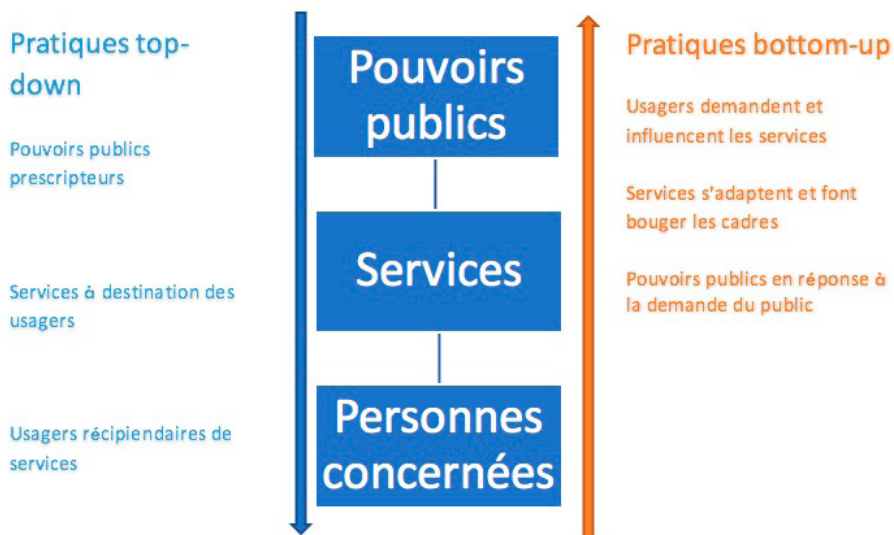 Pratiques top-
down
Pouvoirs publics
prescripteurs
Services à destination des
usagers
Usagers récipiendaires de
services
Pouvoirs
publics
Services
Personnes
concernées
Pratiques bottom-up
Usagers demandent et
influencent les services
Services s'adaptent et font
bouger les cadres
Pouvoirs publics en réponse à
la demande du public